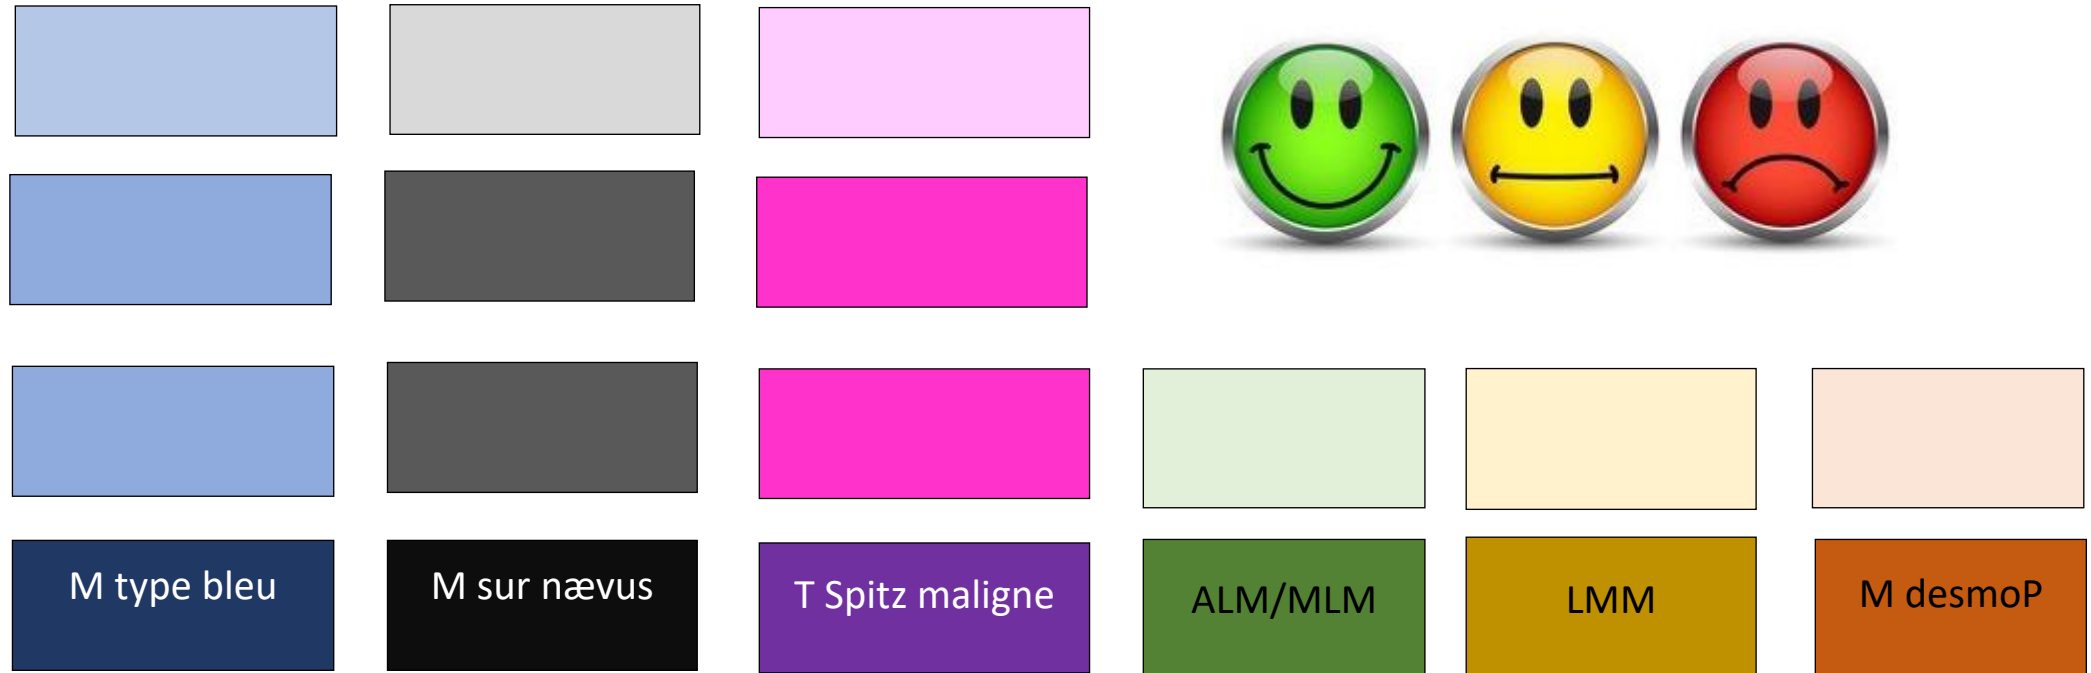 M type bleu
M sur nævus
T Spitz maligne
ALM/MLM
LMM
M desmoP